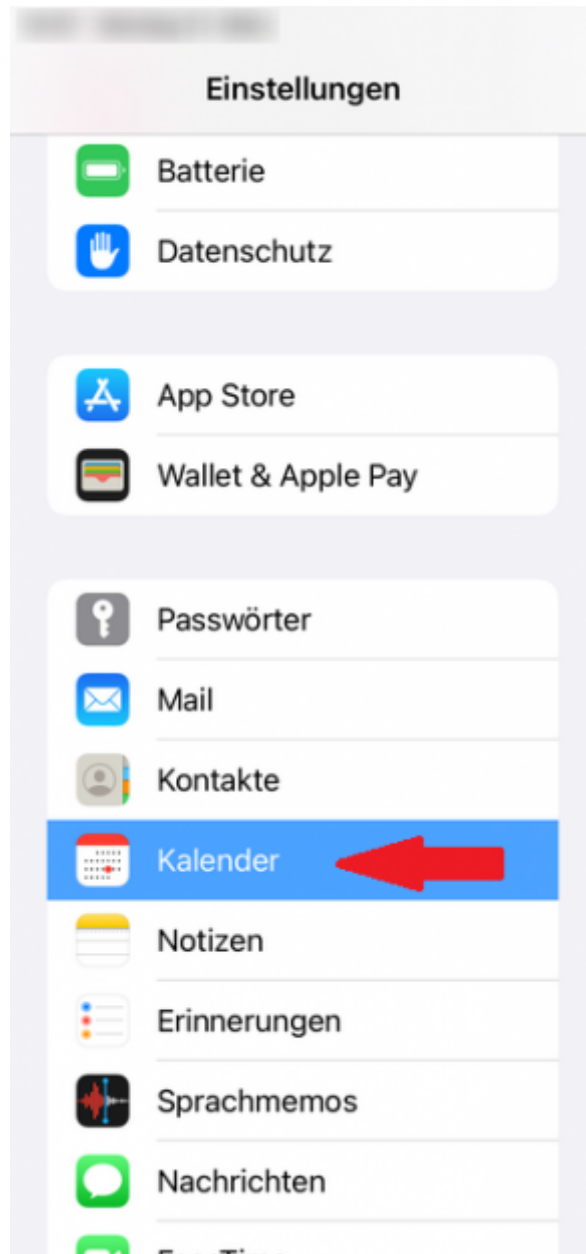 Einstellungen
Batterie
Datenschutz
App Store
Wallet & Apple Pay
Passwörter
Mail
Kontakte
Kalender
Notizen
Erinnerungen
Sprachmemos
Nachrichten